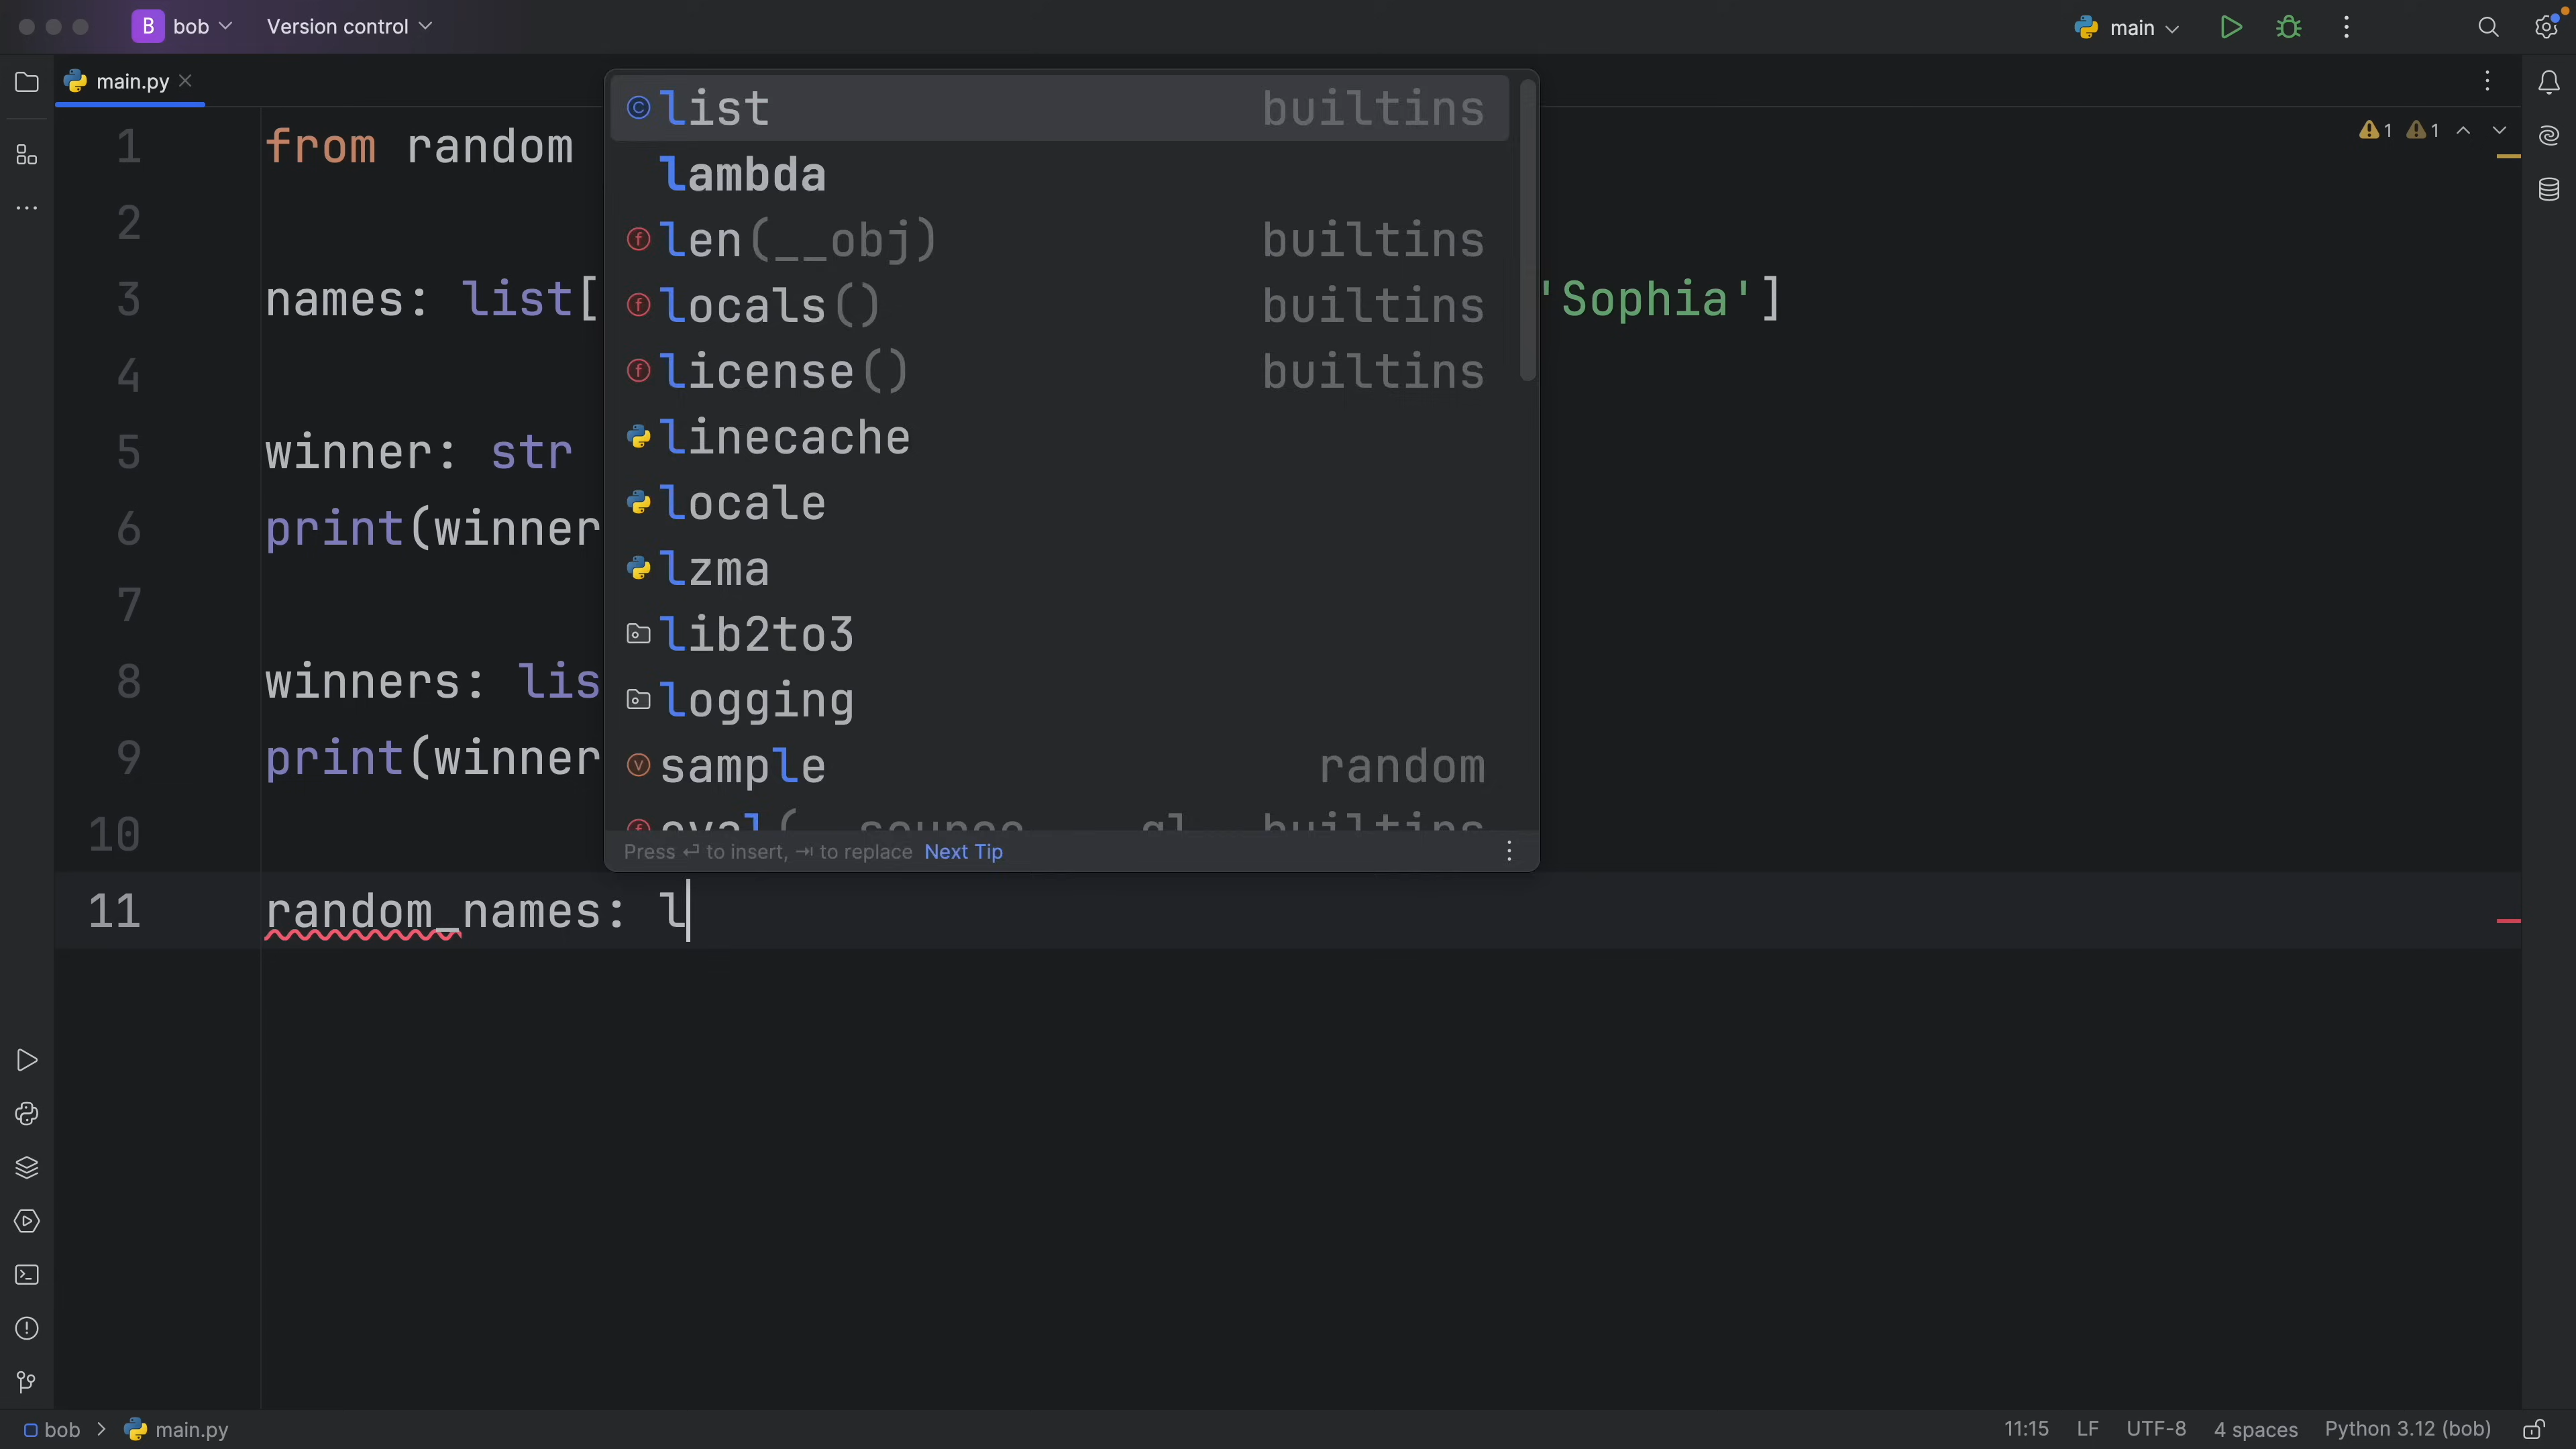 B bob Version control main
main.py
1 from random
2
3 names: list[ 'Sophia']
4
5 winner: str
6 print(winner
7
8 winners: lis
9 print(winner
10
11 random_names: l
list builtins
lambda
len(__obj) builtins
locals() builtins
license() builtins
linecache
locale
lzma
lib2to3
logging
sample random
Press ⏎ to insert, ⇥ to replace Next Tip
1 1
bob > main.py 11:15 LF UTF-8 4 spaces Python 3.12 (bob)